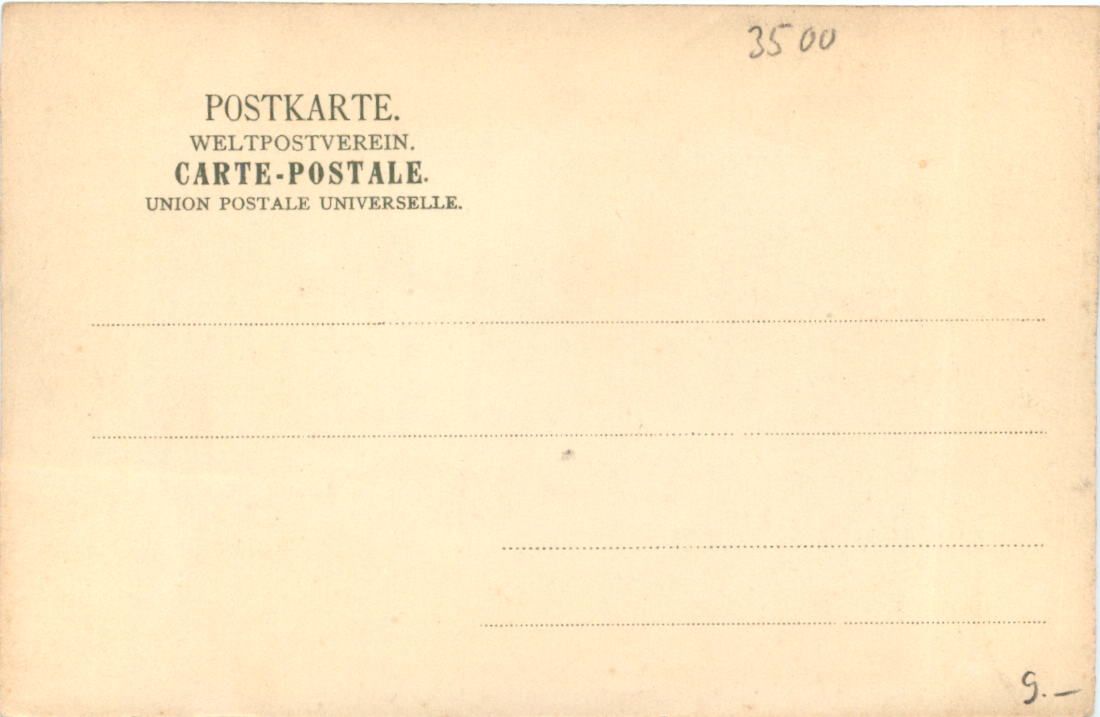 3500
POSTKARTE.
WELTPOSTVEREIN.
CARTE-POSTALE.
UNION POSTALE UNIVERSELLE.
9.—